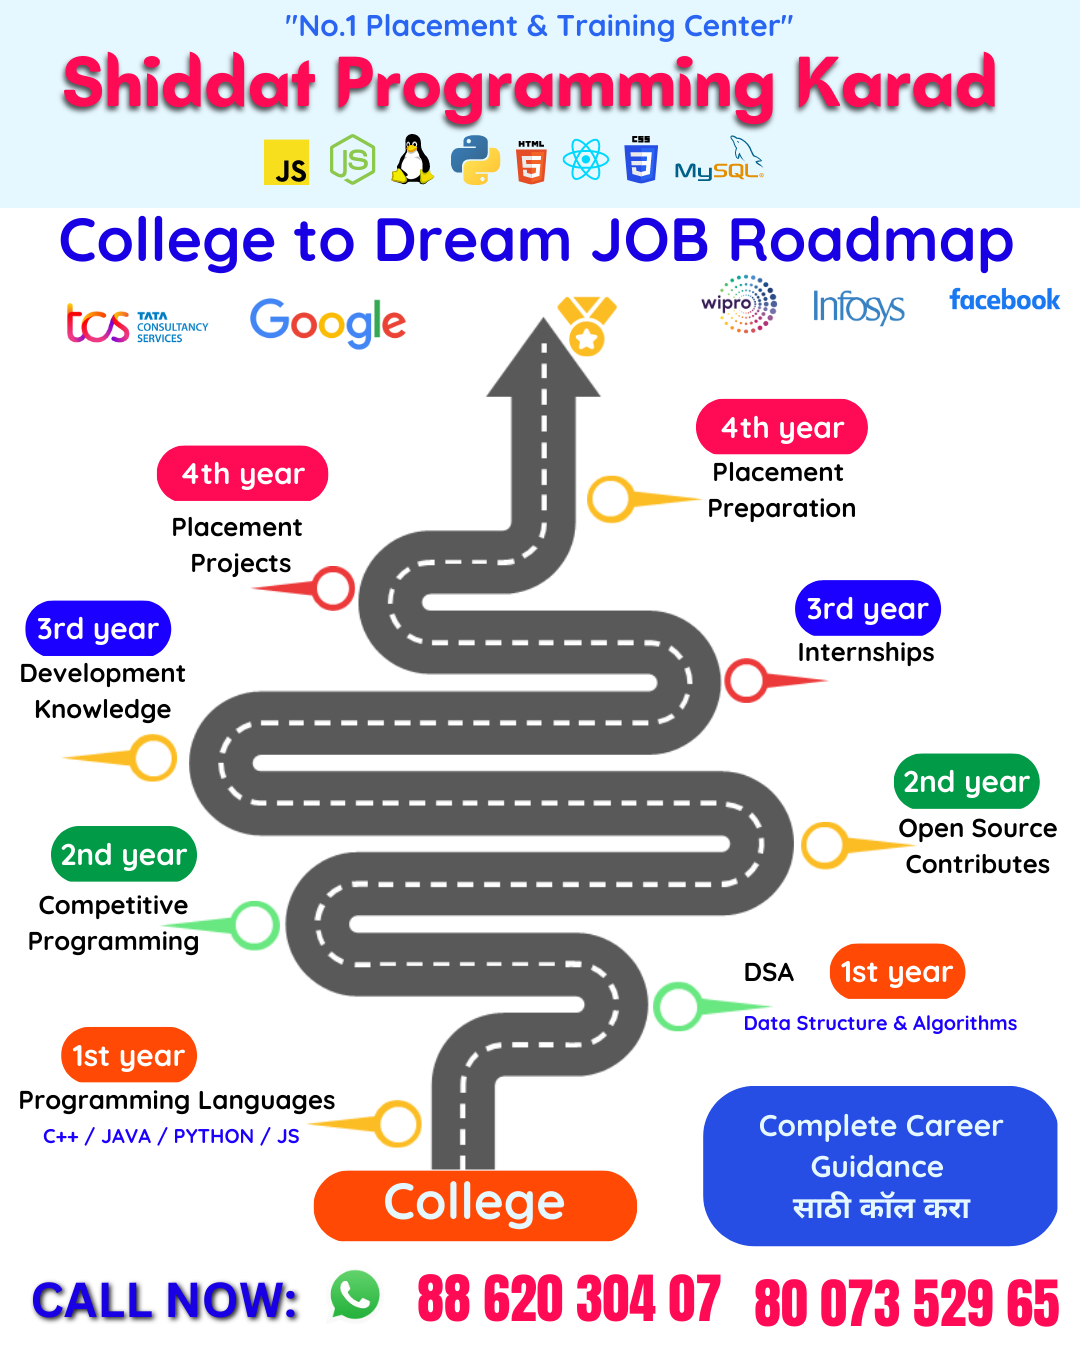 "No.1 Placement & Training Center"
Shiddat Programming Karad
JS
JS
HTML
5
CSS
3
MySQL®
College to Dream JOB Roadmap
tcs TATA
CONSULTANCY
SERVICES
Google
wipro
Infosys
facebook
4th year
Placement
Preparation
4th year
Placement
Projects
3rd year
Internships
3rd year
Development
Knowledge
2nd year
Open Source
Contributes
2nd year
Competitive
Programming
DSA 1st year
Data Structure & Algorithms
1st year
Programming Languages
C++ / JAVA / PYTHON / JS
College
Complete Career
Guidance
साठी कॉल करा
CALL NOW: 88 620 304 07 80 073 529 65